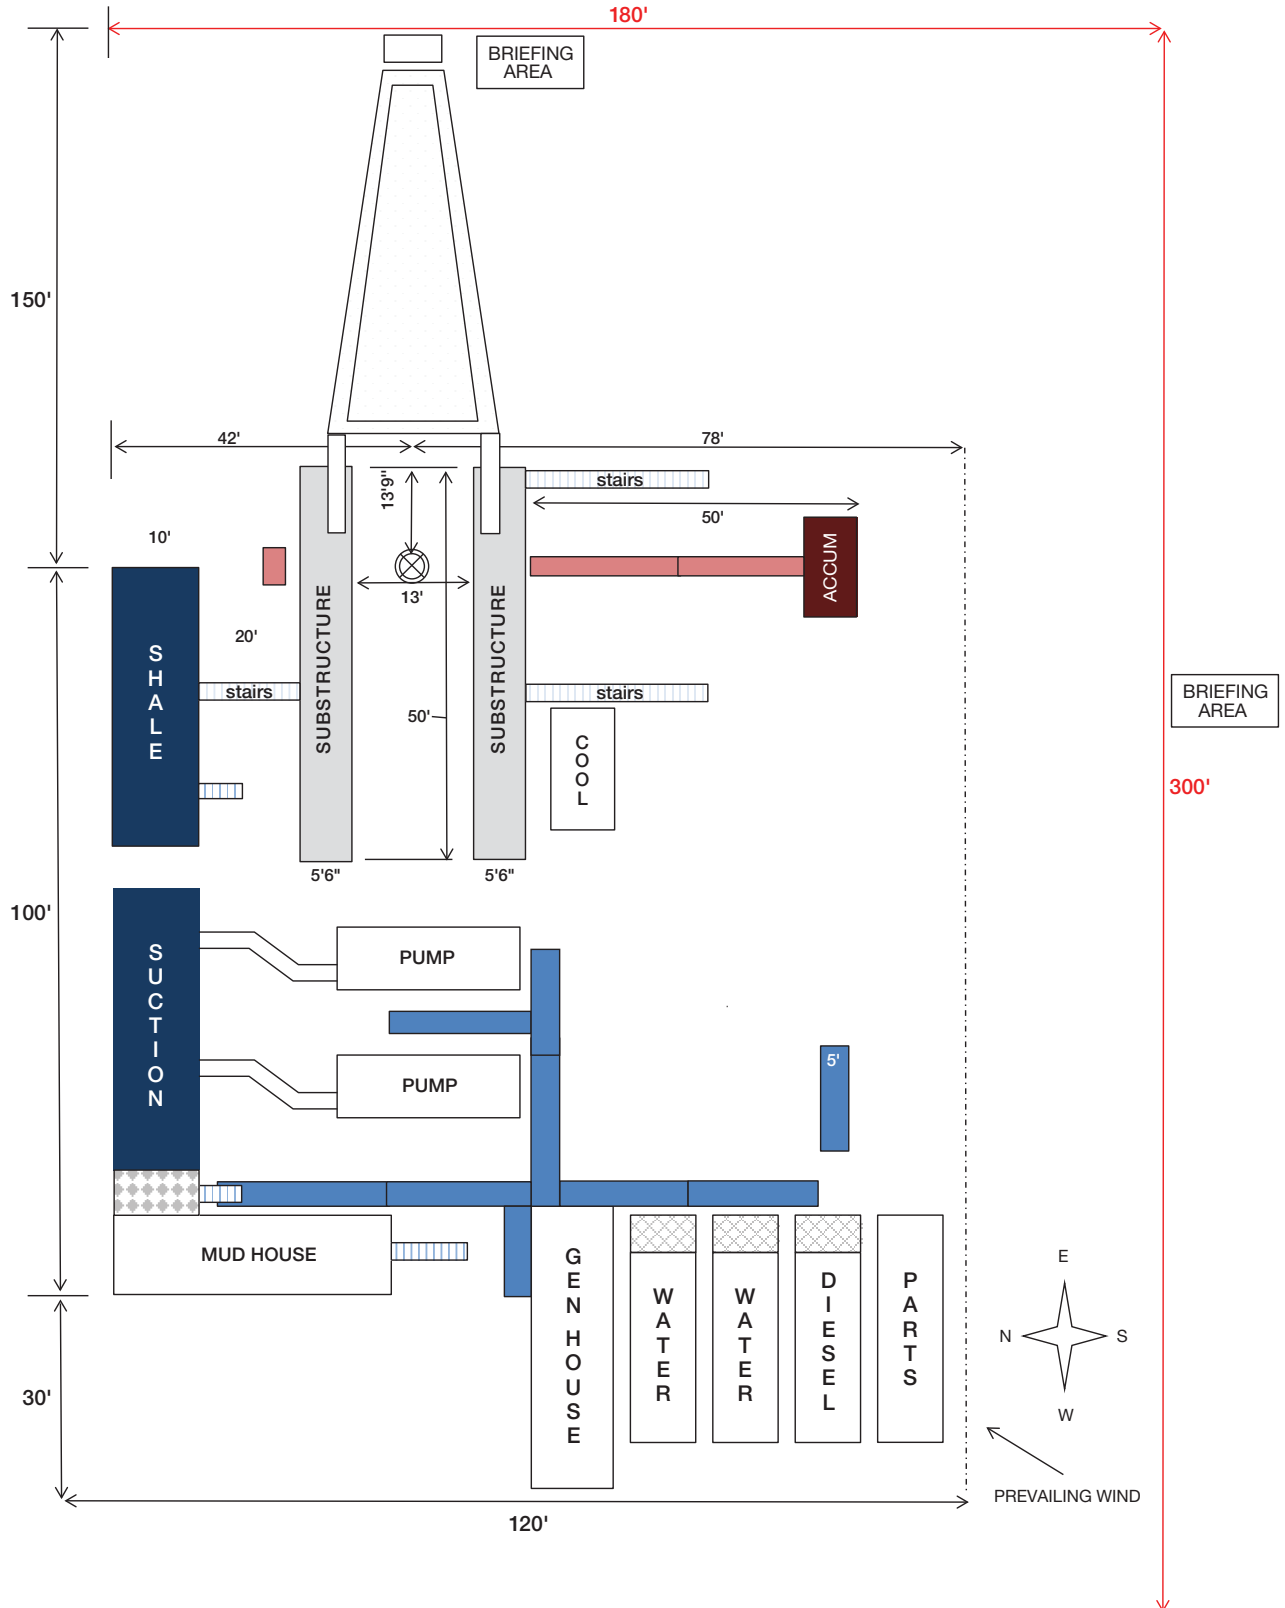 180'
BRIEFING
AREA
150'
42'
78'
13'9"
stairs
50'
10'
ACCUM
13'
20'
SHALE
SUBSTRUCTURE
SUBSTRUCTURE
stairs
stairs
50'
BRIEFING
AREA
COOL
300'
5'6"
5'6"
100'
SUCTION
PUMP
PUMP
5'
MUD HOUSE
GEN HOUSE
WATER
WATER
DIESEL
PARTS
E
N
S
W
30'
PREVAILING WIND
120'